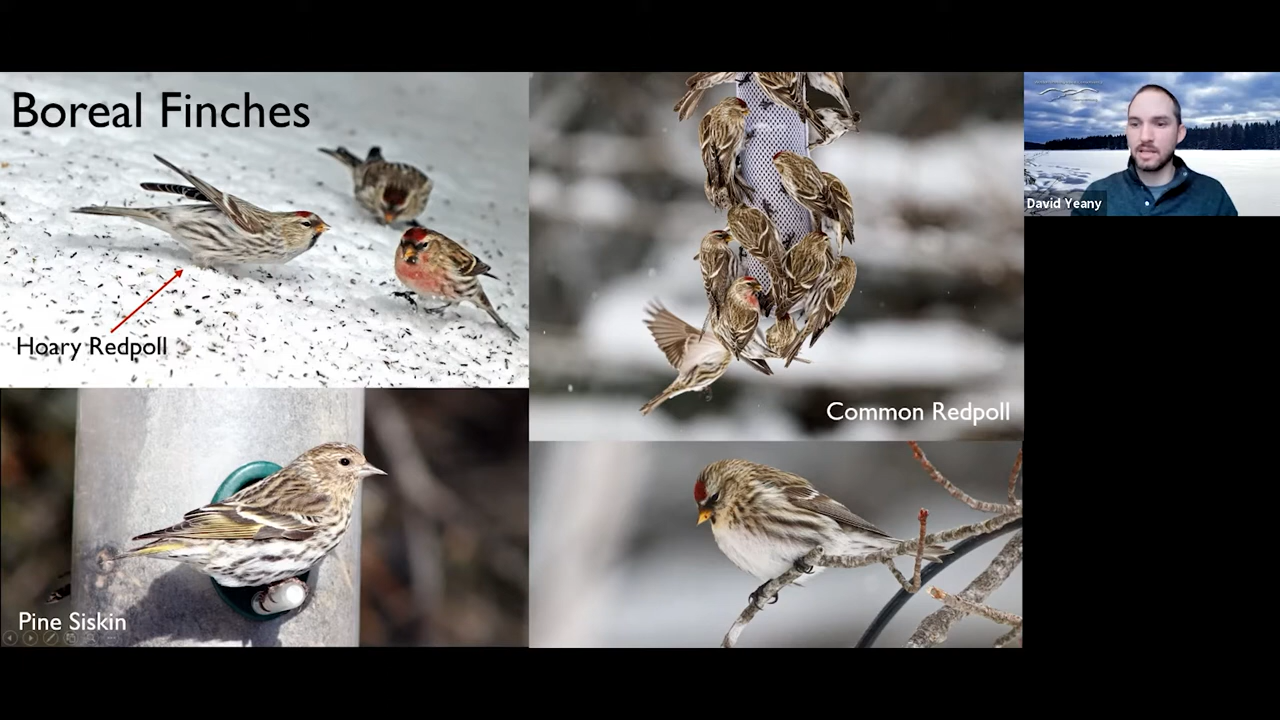 Boreal Finches
Hoary Redpoll
Common Redpoll
Pine Siskin
David Yeany